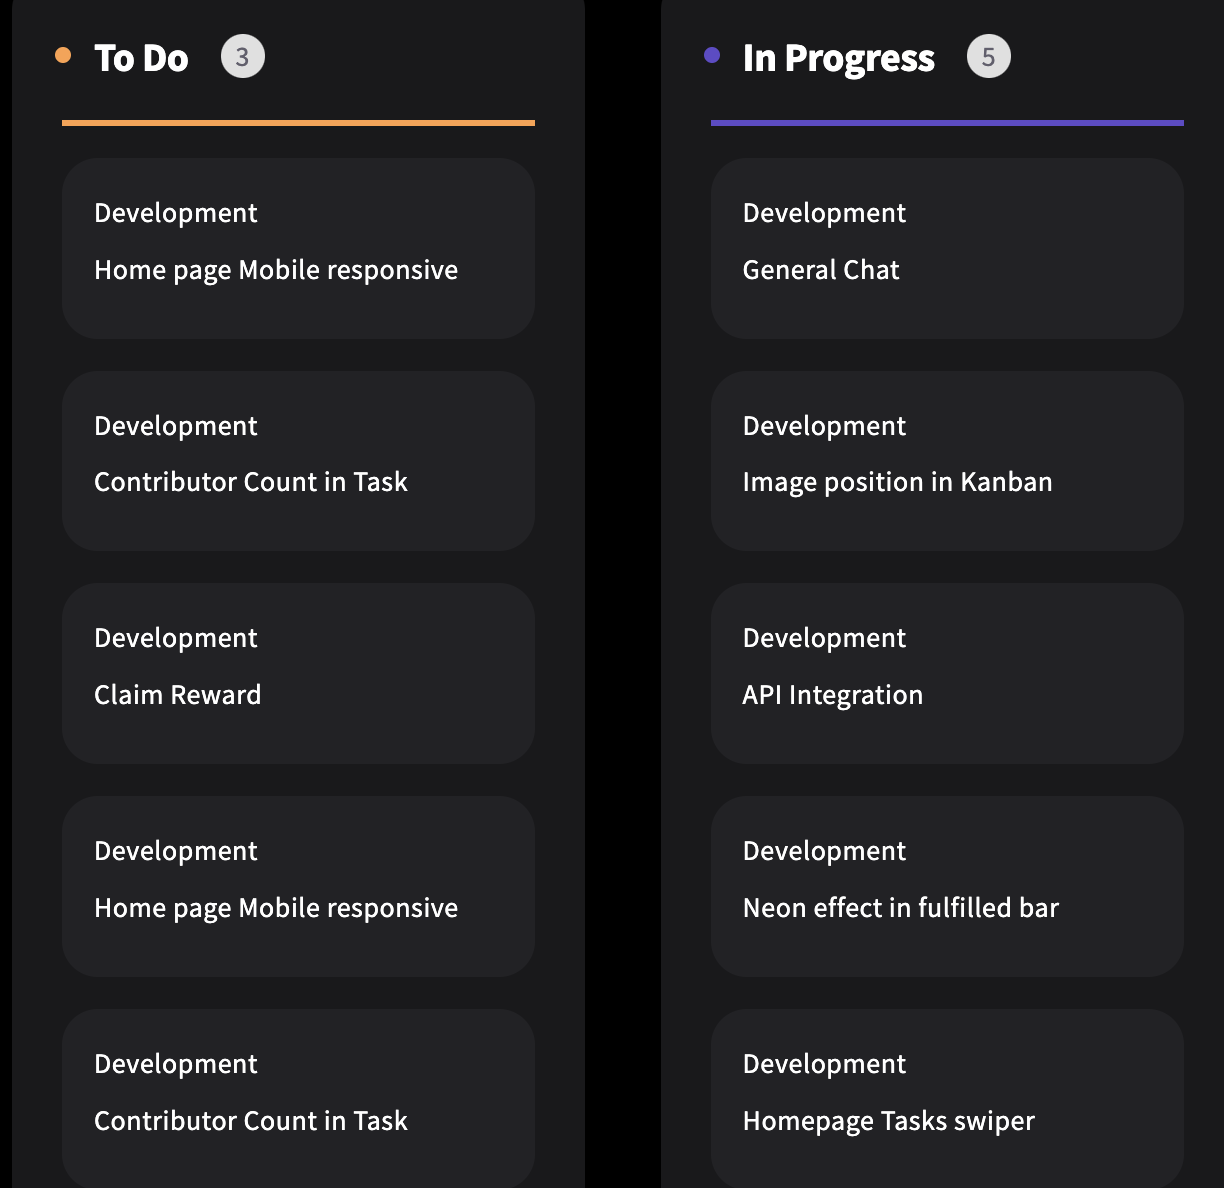 To Do 3
Development
Home page Mobile responsive
Development
Contributor Count in Task
Development
Claim Reward
Development
Home page Mobile responsive
Development
Contributor Count in Task
In Progress 5
Development
General Chat
Development
Image position in Kanban
Development
API Integration
Development
Neon effect in fulfilled bar
Development
Homepage Tasks swiper